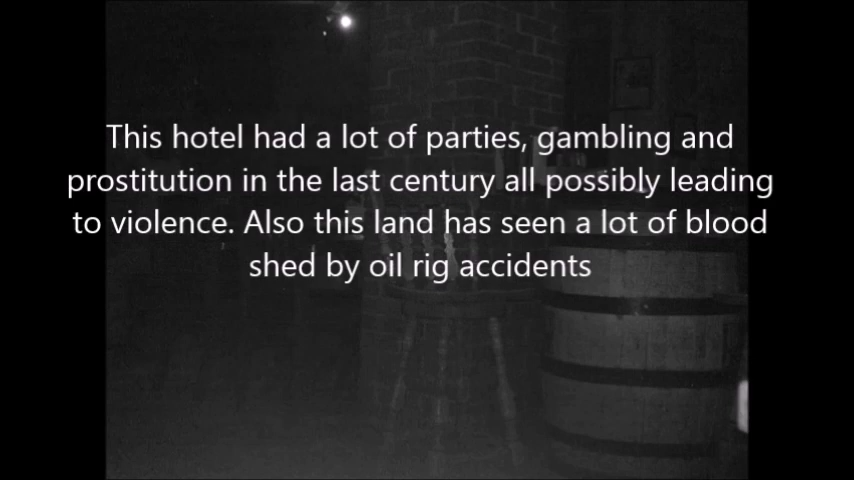 This hotel had a lot of parties, gambling and
prostitution in the last century all possibly leading
to violence. Also this land has seen a lot of blood
shed by oil rig accidents